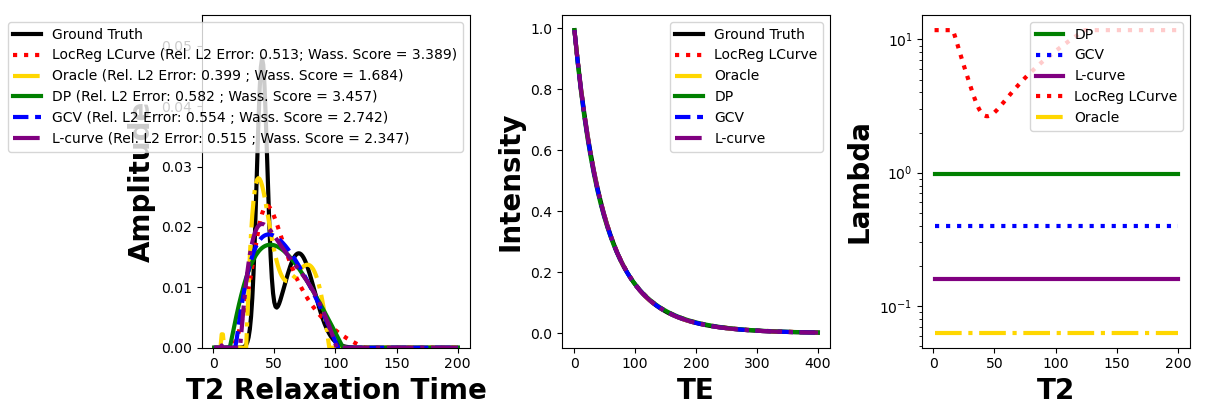 Ground Truth
LocReg LCurve (Rel. L2 Error: 0.513; Wass. Score = 3.389)
Oracle (Rel. L2 Error: 0.399 ; Wass. Score = 1.684)
DP (Rel. L2 Error: 0.582 ; Wass. Score = 3.457)
GCV (Rel. L2 Error: 0.554 ; Wass. Score = 2.742)
L-curve (Rel. L2 Error: 0.515 ; Wass. Score = 2.347)
Amplitude
0.05
0.04
0.03
0.02
0.01
0.00
0 50 100 150 200
T2 Relaxation Time
Ground Truth
LocReg LCurve
Oracle
DP
GCV
L-curve
Intensity
1.0
0.8
0.6
0.4
0.2
0.0
0 100 200 300 400
TE
DP
GCV
L-curve
LocReg LCurve
Oracle
Lambda
10¹
10⁰
10⁻¹
0 50 100 150 200
T2